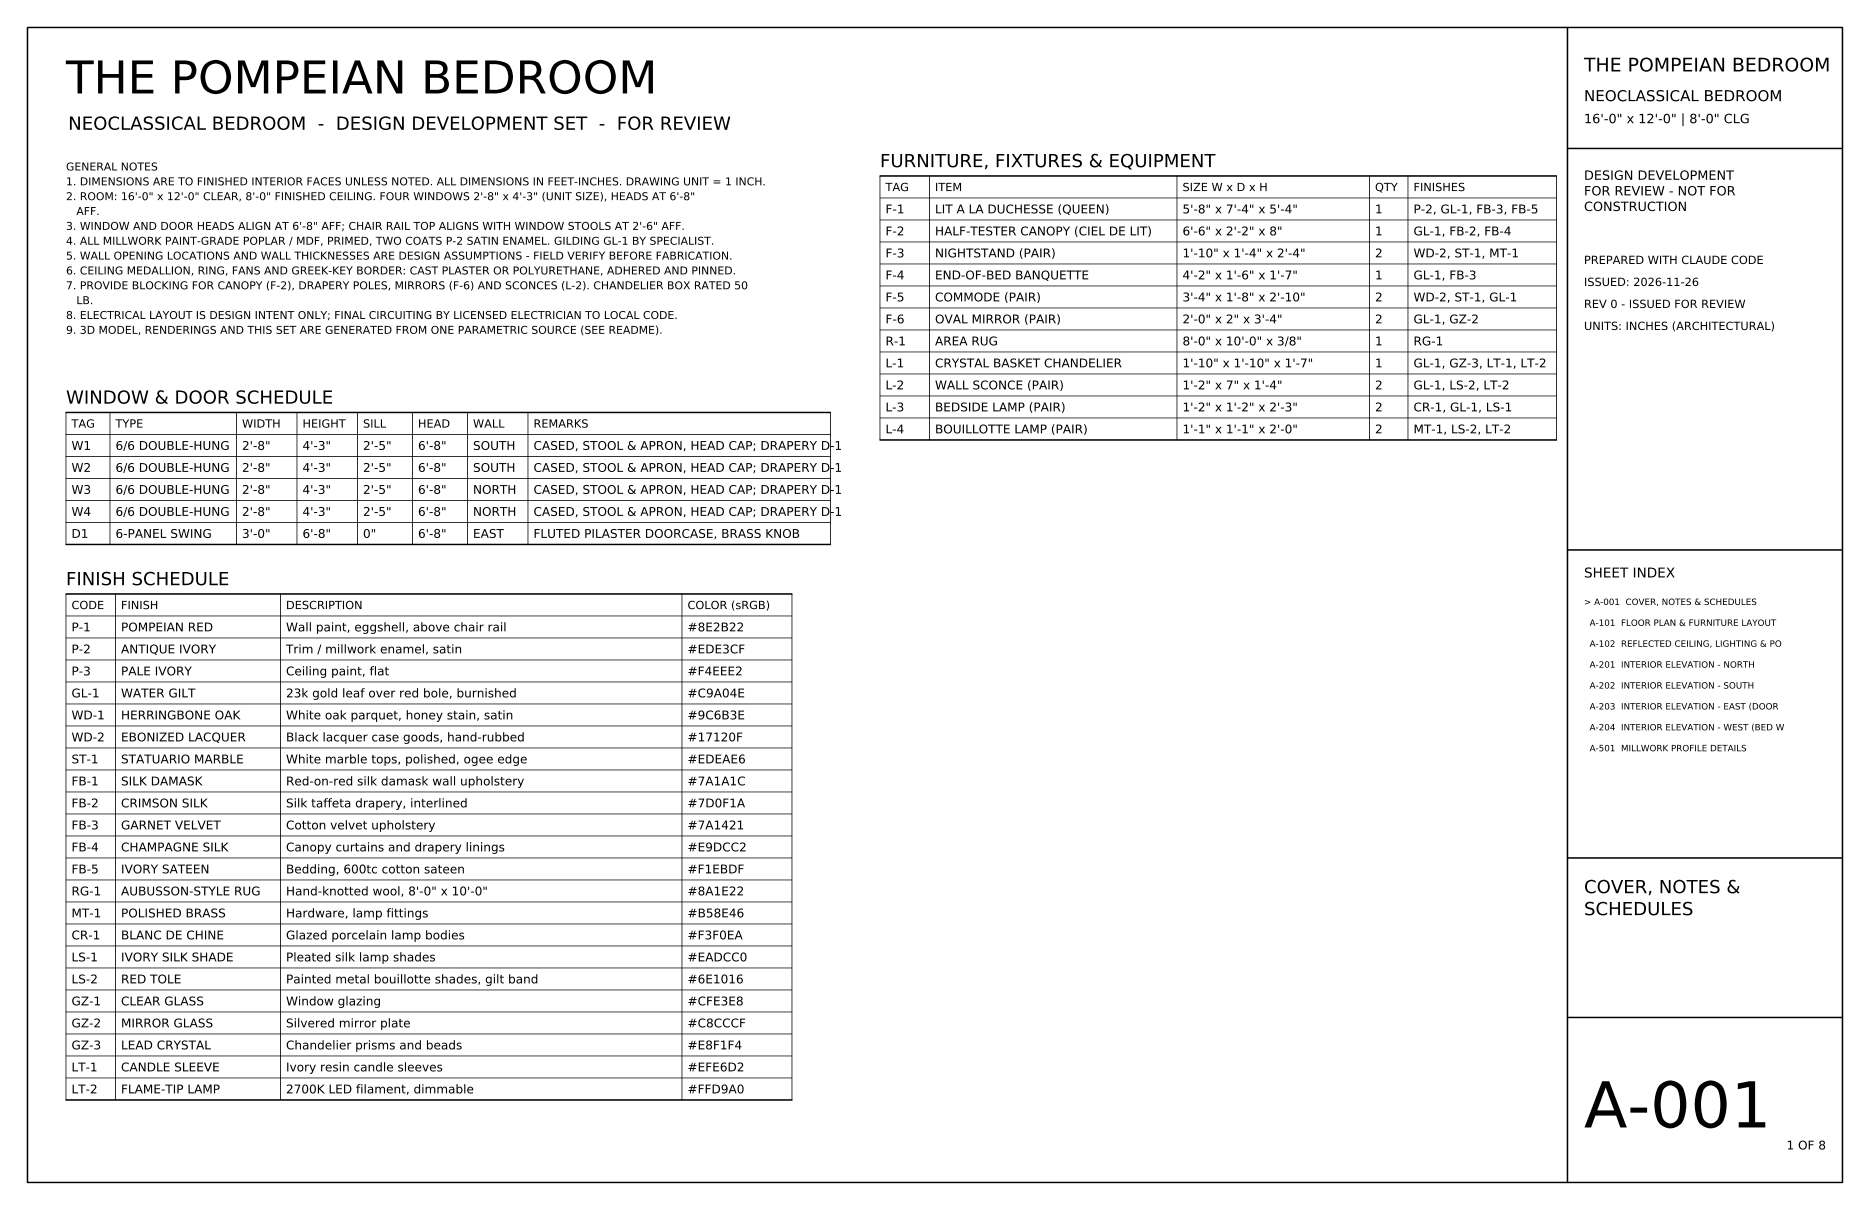 THE POMPEIAN BEDROOM
NEOCLASSICAL BEDROOM - DESIGN DEVELOPMENT SET - FOR REVIEW
GENERAL NOTES
1. DIMENSIONS ARE TO FINISHED INTERIOR FACES UNLESS NOTED. ALL DIMENSIONS IN FEET-INCHES. DRAWING UNIT = 1 INCH.
2. ROOM: 16'-0" x 12'-0" CLEAR, 8'-0" FINISHED CEILING. FOUR WINDOWS 2'-8" x 4'-3" (UNIT SIZE), HEADS AT 6'-8"
AFF.
3. WINDOW AND DOOR HEADS ALIGN AT 6'-8" AFF; CHAIR RAIL TOP ALIGNS WITH WINDOW STOOLS AT 2'-6" AFF.
4. ALL MILLWORK PAINT-GRADE POPLAR / MDF, PRIMED, TWO COATS P-2 SATIN ENAMEL. GILDING GL-1 BY SPECIALIST.
5. WALL OPENING LOCATIONS AND WALL THICKNESSES ARE DESIGN ASSUMPTIONS - FIELD VERIFY BEFORE FABRICATION.
6. CEILING MEDALLION, RING, FANS AND GREEK-KEY BORDER: CAST PLASTER OR POLYURETHANE, ADHERED AND PINNED.
7. PROVIDE BLOCKING FOR CANOPY (F-2), DRAPERY POLES, MIRRORS (F-6) AND SCONCES (L-2). CHANDELIER BOX RATED 50
LB.
8. ELECTRICAL LAYOUT IS DESIGN INTENT ONLY; FINAL CIRCUITING BY LICENSED ELECTRICIAN TO LOCAL CODE.
9. 3D MODEL, RENDERINGS AND THIS SET ARE GENERATED FROM ONE PARAMETRIC SOURCE (SEE README).
WINDOW & DOOR SCHEDULE
TAG TYPE WIDTH HEIGHT SILL HEAD WALL REMARKS
W1 6/6 DOUBLE-HUNG 2'-8" 4'-3" 2'-5" 6'-8" SOUTH CASED, STOOL & APRON, HEAD CAP; DRAPERY D-1
W2 6/6 DOUBLE-HUNG 2'-8" 4'-3" 2'-5" 6'-8" SOUTH CASED, STOOL & APRON, HEAD CAP; DRAPERY D-1
W3 6/6 DOUBLE-HUNG 2'-8" 4'-3" 2'-5" 6'-8" NORTH CASED, STOOL & APRON, HEAD CAP; DRAPERY D-1
W4 6/6 DOUBLE-HUNG 2'-8" 4'-3" 2'-5" 6'-8" NORTH CASED, STOOL & APRON, HEAD CAP; DRAPERY D-1
D1 6-PANEL SWING 3'-0" 6'-8" 0" 6'-8" EAST FLUTED PILASTER DOORCASE, BRASS KNOB
FINISH SCHEDULE
CODE FINISH DESCRIPTION COLOR (sRGB)
P-1 POMPEIAN RED Wall paint, eggshell, above chair rail #8E2B22
P-2 ANTIQUE IVORY Trim / millwork enamel, satin #EDE3CF
P-3 PALE IVORY Ceiling paint, flat #F4EEE2
GL-1 WATER GILT 23k gold leaf over red bole, burnished #C9A04E
WD-1 HERRINGBONE OAK White oak parquet, honey stain, satin #9C6B3E
WD-2 EBONIZED LACQUER Black lacquer case goods, hand-rubbed #17120F
ST-1 STATUARIO MARBLE White marble tops, polished, ogee edge #EDEAE6
FB-1 SILK DAMASK Red-on-red silk damask wall upholstery #7A1A1C
FB-2 CRIMSON SILK Silk taffeta drapery, interlined #7D0F1A
FB-3 GARNET VELVET Cotton velvet upholstery #7A1421
FB-4 CHAMPAGNE SILK Canopy curtains and drapery linings #E9DCC2
FB-5 IVORY SATEEN Bedding, 600tc cotton sateen #F1EBDF
RG-1 AUBUSSON-STYLE RUG Hand-knotted wool, 8'-0" x 10'-0" #8A1E22
MT-1 POLISHED BRASS Hardware, lamp fittings #B58E46
CR-1 BLANC DE CHINE Glazed porcelain lamp bodies #F3F0EA
LS-1 IVORY SILK SHADE Pleated silk lamp shades #EADCC0
LS-2 RED TOLE Painted metal bouillotte shades, gilt band #6E1016
GZ-1 CLEAR GLASS Window glazing #CFE3E8
GZ-2 MIRROR GLASS Silvered mirror plate #C8CCCF
GZ-3 LEAD CRYSTAL Chandelier prisms and beads #E8F1F4
LT-1 CANDLE SLEEVE Ivory resin candle sleeves #EFE6D2
LT-2 FLAME-TIP LAMP 2700K LED filament, dimmable #FFD9A0
FURNITURE, FIXTURES & EQUIPMENT
TAG ITEM SIZE W x D x H QTY FINISHES
F-1 LIT A LA DUCHESSE (QUEEN) 5'-8" x 7'-4" x 5'-4" 1 P-2, GL-1, FB-3, FB-5
F-2 HALF-TESTER CANOPY (CIEL DE LIT) 6'-6" x 2'-2" x 8" 1 GL-1, FB-2, FB-4
F-3 NIGHTSTAND (PAIR) 1'-10" x 1'-4" x 2'-4" 2 WD-2, ST-1, MT-1
F-4 END-OF-BED BANQUETTE 4'-2" x 1'-6" x 1'-7" 1 GL-1, FB-3
F-5 COMMODE (PAIR) 3'-4" x 1'-8" x 2'-10" 2 WD-2, ST-1, GL-1
F-6 OVAL MIRROR (PAIR) 2'-0" x 2" x 3'-4" 2 GL-1, GZ-2
R-1 AREA RUG 8'-0" x 10'-0" x 3/8" 1 RG-1
L-1 CRYSTAL BASKET CHANDELIER 1'-10" x 1'-10" x 1'-7" 1 GL-1, GZ-3, LT-1, LT-2
L-2 WALL SCONCE (PAIR) 1'-2" x 7" x 1'-4" 2 GL-1, LS-2, LT-2
L-3 BEDSIDE LAMP (PAIR) 1'-2" x 1'-2" x 2'-3" 2 CR-1, GL-1, LS-1
L-4 BOUILLOTTE LAMP (PAIR) 1'-1" x 1'-1" x 2'-0" 2 MT-1, LS-2, LT-2
THE POMPEIAN BEDROOM
NEOCLASSICAL BEDROOM
16'-0" x 12'-0" | 8'-0" CLG
DESIGN DEVELOPMENT
FOR REVIEW - NOT FOR
CONSTRUCTION
PREPARED WITH CLAUDE CODE
ISSUED: 2026-11-26
REV 0 - ISSUED FOR REVIEW
UNITS: INCHES (ARCHITECTURAL)
SHEET INDEX
> A-001 COVER, NOTES & SCHEDULES
A-101 FLOOR PLAN & FURNITURE LAYOUT
A-102 REFLECTED CEILING, LIGHTING & PO
A-201 INTERIOR ELEVATION - NORTH
A-202 INTERIOR ELEVATION - SOUTH
A-203 INTERIOR ELEVATION - EAST (DOOR
A-204 INTERIOR ELEVATION - WEST (BED W
A-501 MILLWORK PROFILE DETAILS
COVER, NOTES &
SCHEDULES
A-001
1 OF 8